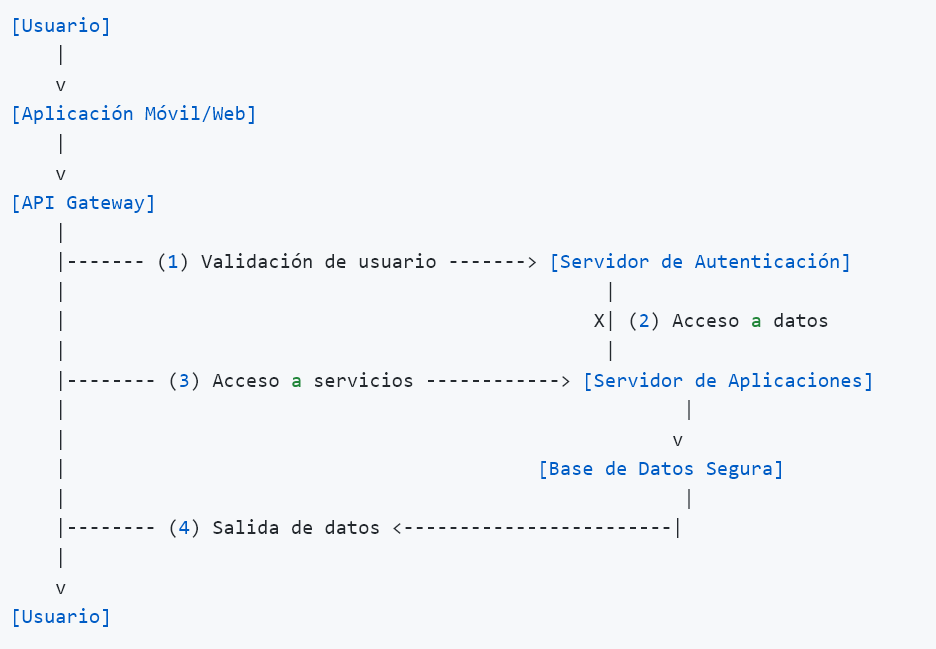 [Usuario]
    |
    v
[Aplicación Móvil/Web]
    |
    v
[API Gateway]
    |
    |------- (1) Validación de usuario -------> [Servidor de Autenticación]
    |                                                |
    |                                               X| (2) Acceso a datos
    |                                                |
    |-------- (3) Acceso a servicios ------------> [Servidor de Aplicaciones]
    |                                                       |
    |                                                      v
    |                                          [Base de Datos Segura]
    |                                                       |
    |-------- (4) Salida de datos <------------------------|
    |
    v
[Usuario]